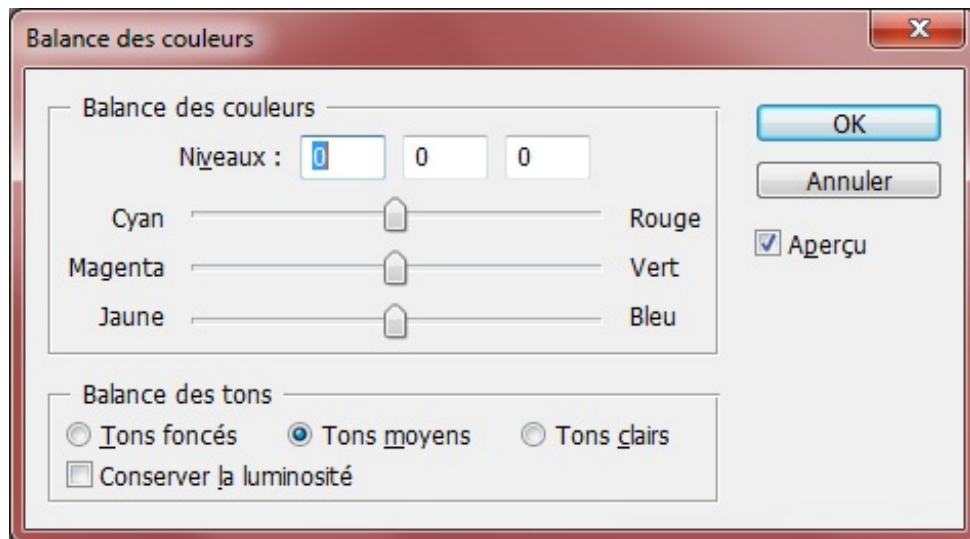 Balance des couleurs
Balance des couleurs
Niveaux : 0 0 0
Cyan Rouge
Magenta Vert
Jaune Bleu
OK
Annuler
Aperçu
Balance des tons
Tons foncés Tons moyens Tons clairs
Conserver la luminosité